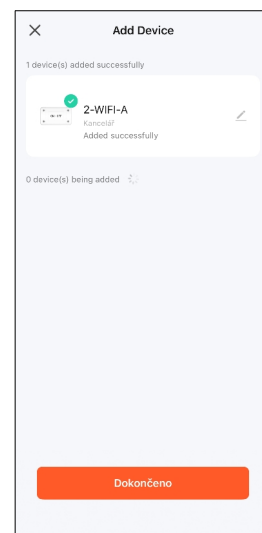 Add Device
1 device(s) added successfully
2-WIFI-A
Kancelář
Added successfully
0 device(s) being added
Dokončeno